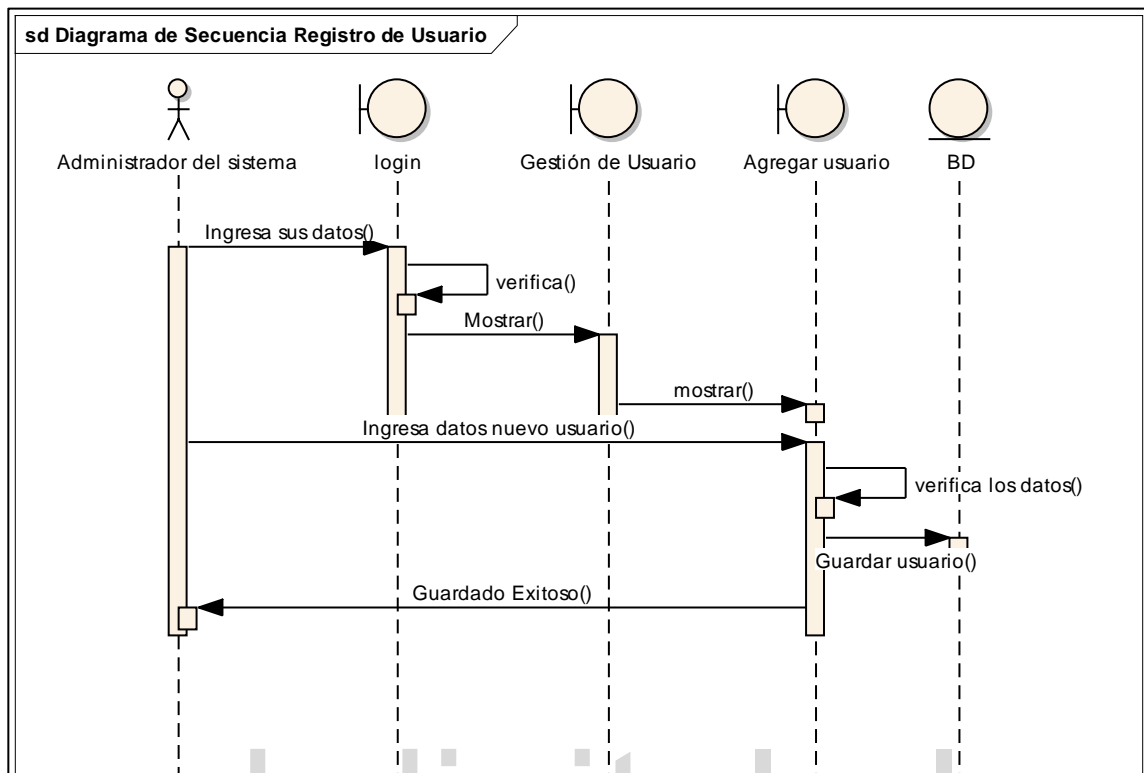 sd Diagrama de Secuencia Registro de Usuario
Administrador del sistema
login
Gestión de Usuario
Agregar usuario
BD
Ingresa sus datos()
verifica()
Mostrar()
mostrar()
Ingresa datos nuevo usuario()
verifica los datos()
Guardar usuario()
Guardado Exitoso()